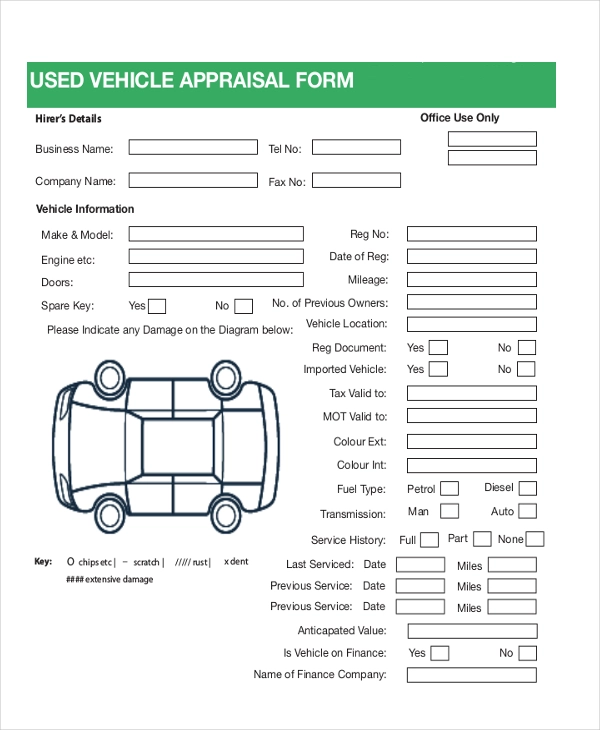 USED VEHICLE APPRAISAL FORM
Hirer's Details
Office Use Only
Business Name:
Tel No:
Company Name:
Fax No:
Vehicle Information
Make & Model:
Engine etc:
Doors:
Spare Key: Yes No
Please Indicate any Damage on the Diagram below:
Key: O chips etc | – scratch | ///// rust | x dent
#### extensive damage
Reg No:
Date of Reg:
Mileage:
No. of Previous Owners:
Vehicle Location:
Reg Document: Yes No
Imported Vehicle: Yes No
Tax Valid to:
MOT Valid to:
Colour Ext:
Colour Int:
Fuel Type: Petrol Diesel
Transmission: Man Auto
Service History: Full Part None
Last Serviced: Date Miles
Previous Service: Date Miles
Previous Service: Date Miles
Anticapated Value:
Is Vehicle on Finance: Yes No
Name of Finance Company: